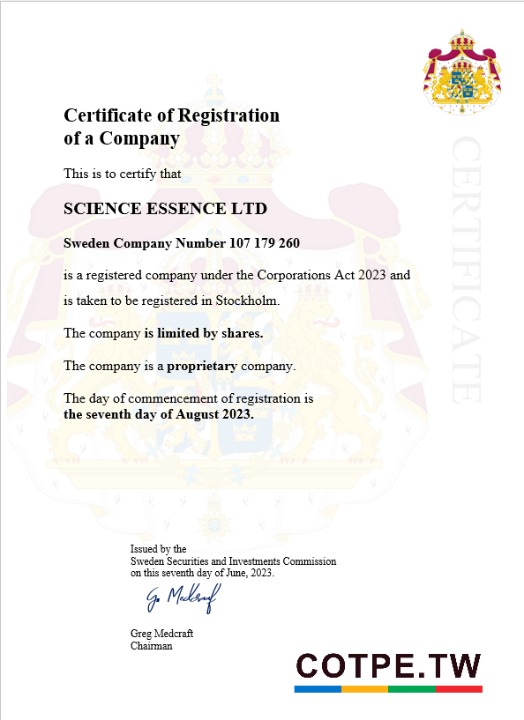 Certificate of Registration
of a Company
This is to certify that
SCIENCE ESSENCE LTD
Sweden Company Number 107 179 260
is a registered company under the Corporations Act 2023 and
is taken to be registered in Stockholm.
The company is limited by shares.
The company is a proprietary company.
The day of commencement of registration is
the seventh day of August 2023.
CERTIFICATE
Issued by the
Sweden Securities and Investments Commission
on this seventh day of June, 2023.
G. Medcraf
Greg Medcraft
Chairman
COTPE.TW